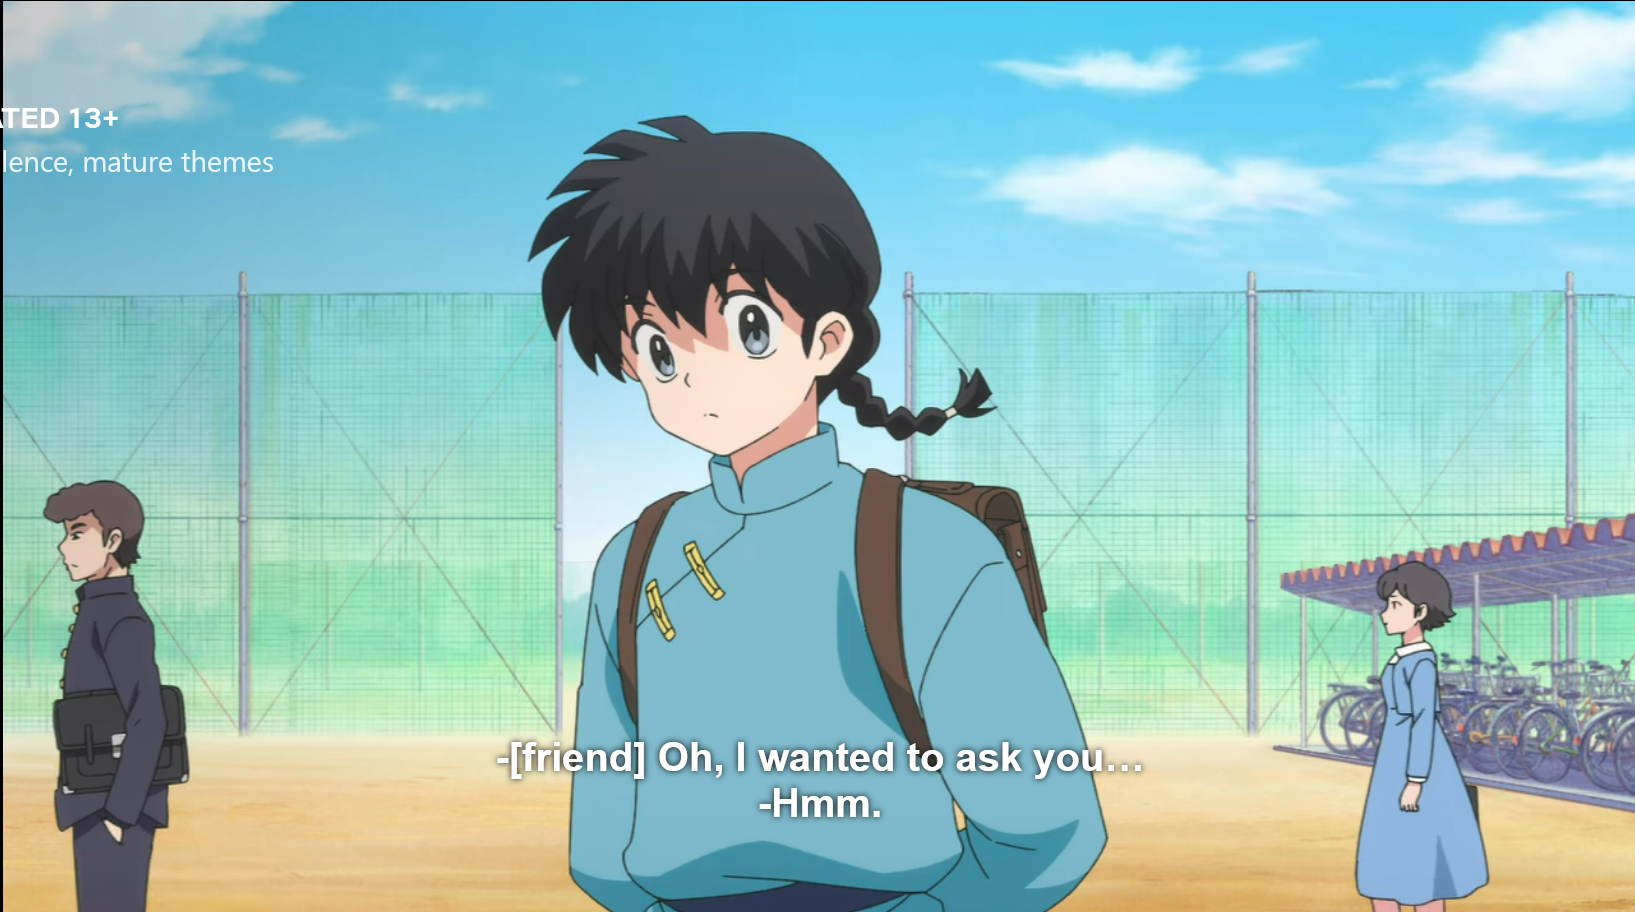 TED 13+
lence, mature themes
-[friend] Oh, I wanted to ask you…
-Hmm.